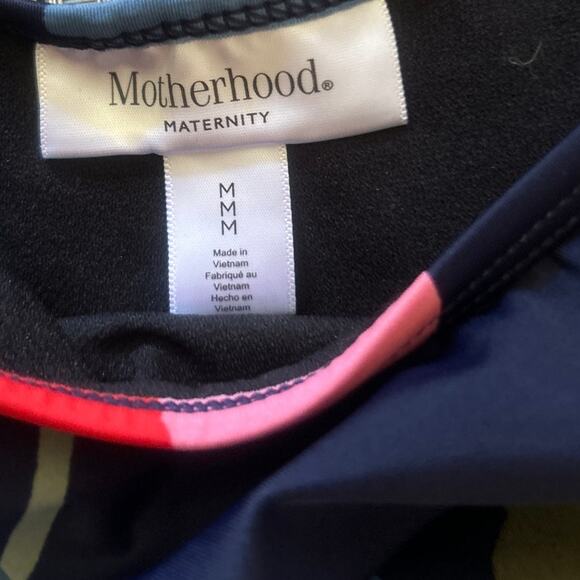 Motherhood®
MATERNITY
M
M
M
Made in
Vietnam
Fabriqué au
Vietnam
Hecho en
Vietnam